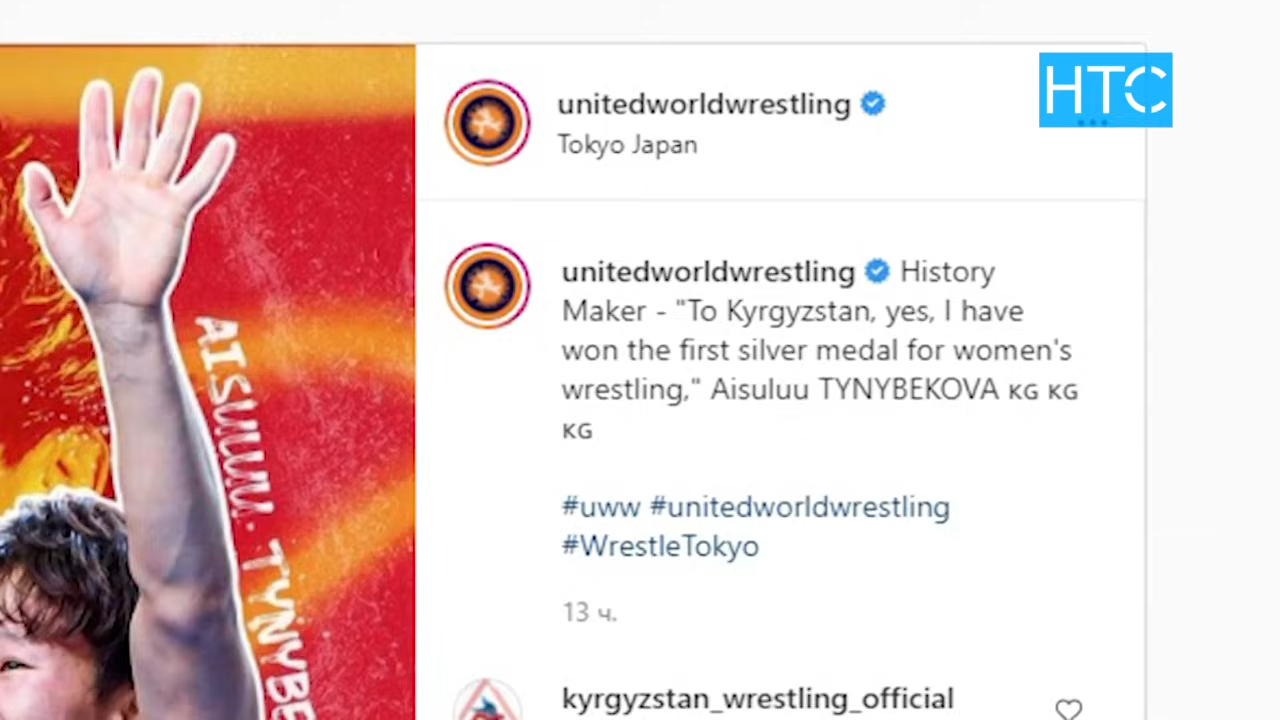 НТС
unitedworldwrestling
Tokyo Japan
unitedworldwrestling History
Maker - "To Kyrgyzstan, yes, I have
won the first silver medal for women's
wrestling," Aisuluu TYNYBEKOVA KG KG
KG
#uww #unitedworldwrestling
#WrestleTokyo
13 ч.
kyrgyzstan_wrestling_official
AISULUU TYNYBE